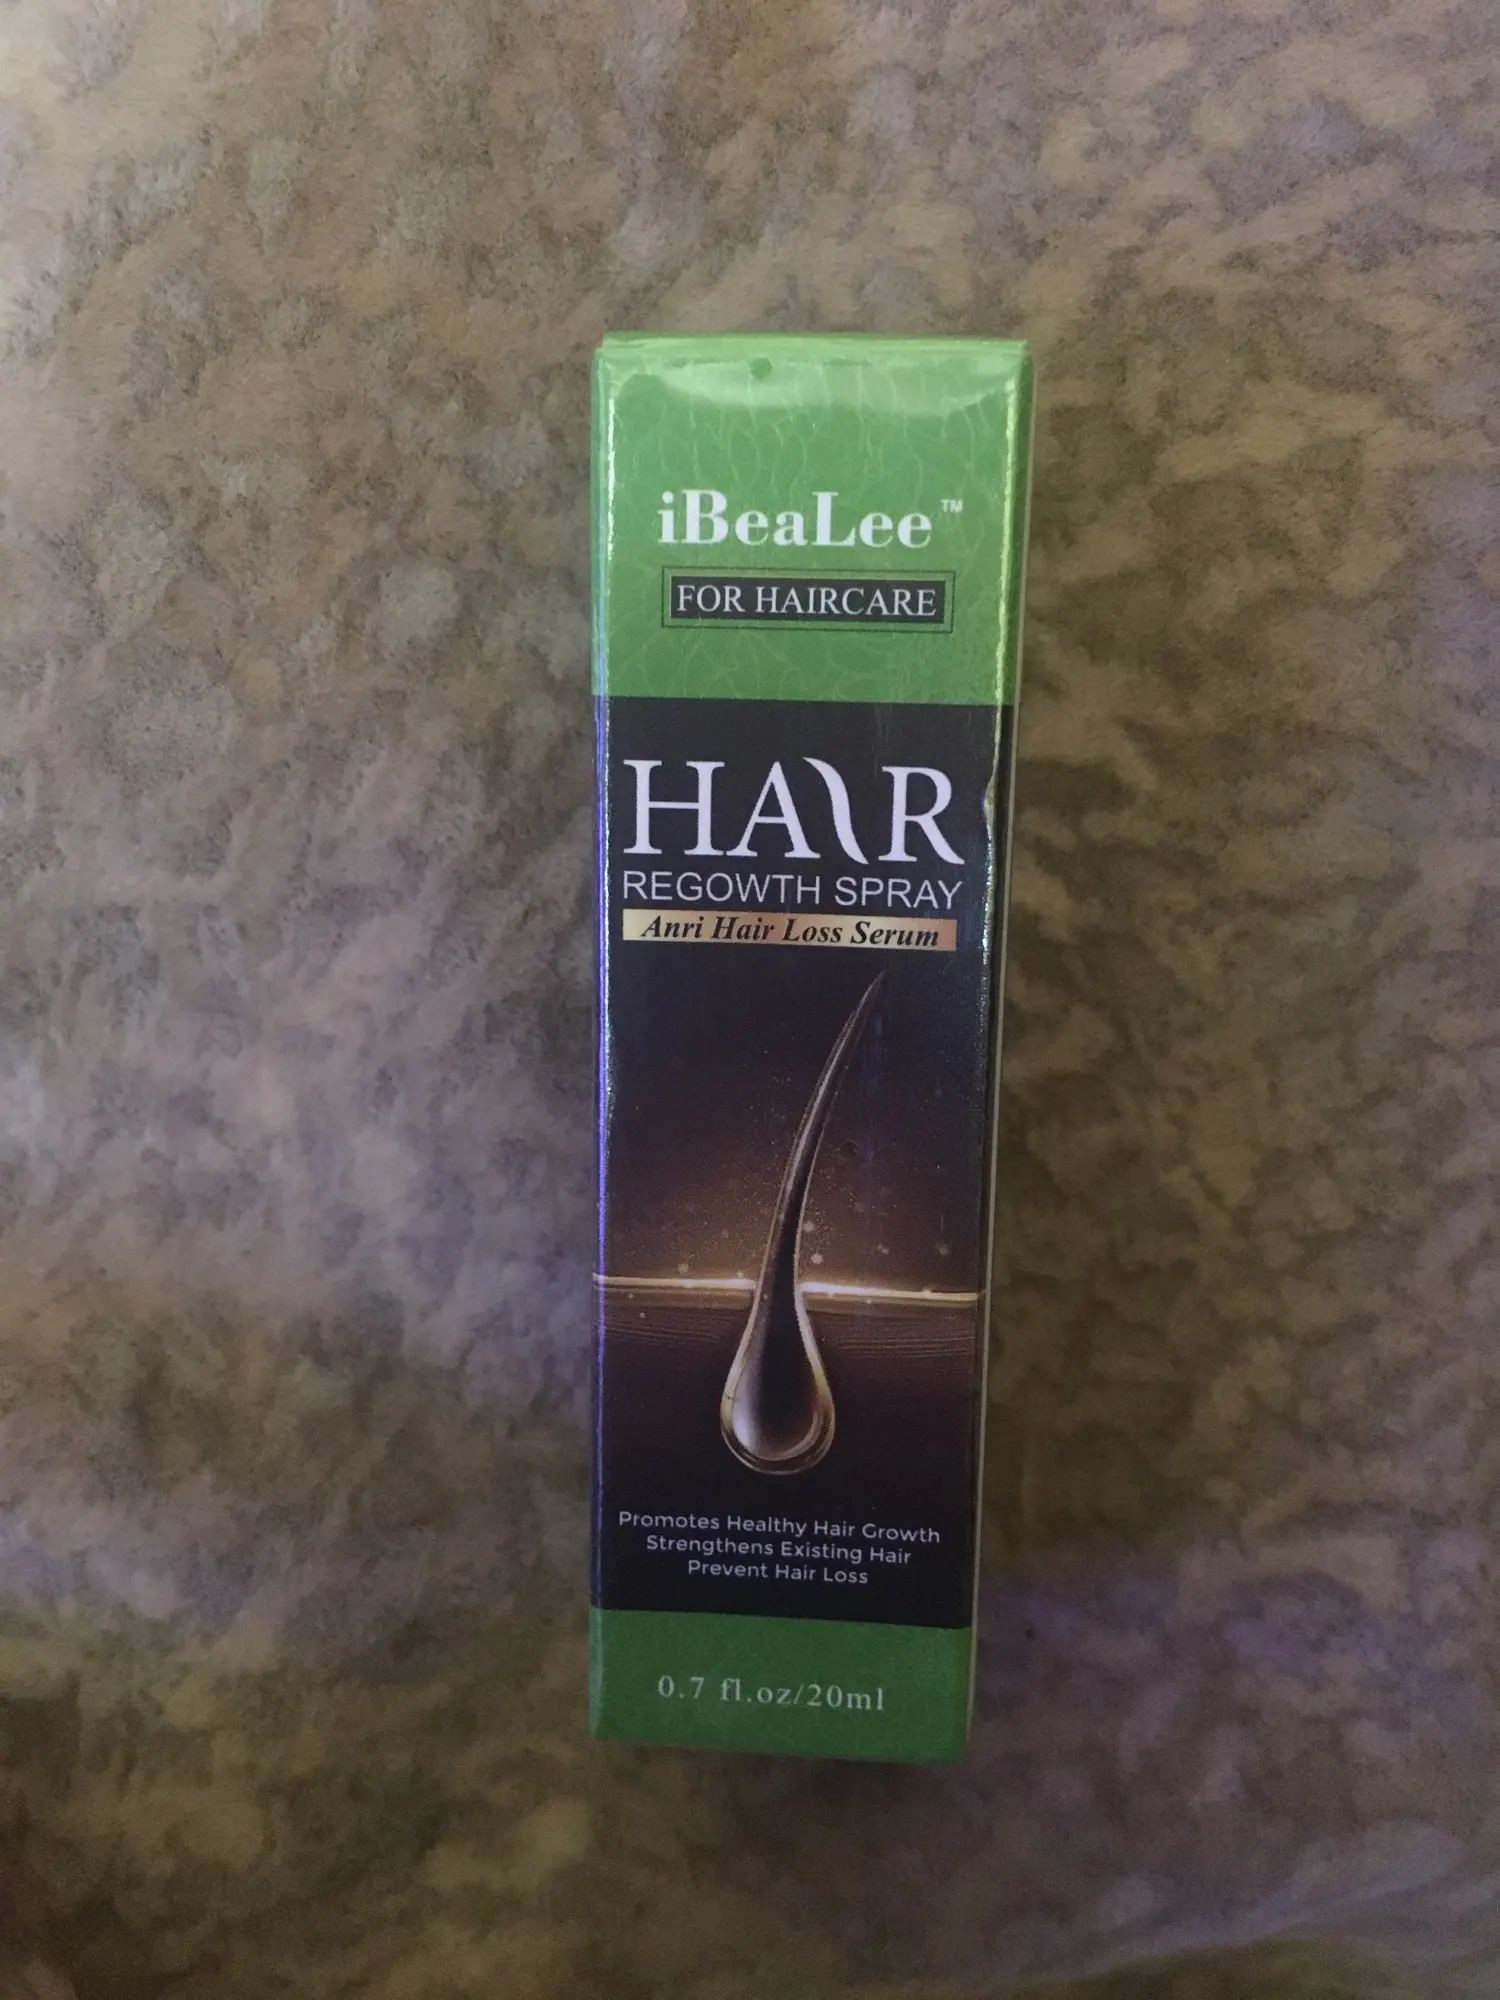 iBeaLee™
FOR HAIRCARE
HAIR
REGOWTH SPRAY
Anri Hair Loss Serum
Promotes Healthy Hair Growth
Strengthens Existing Hair
Prevent Hair Loss
0.7 fl.oz/20ml